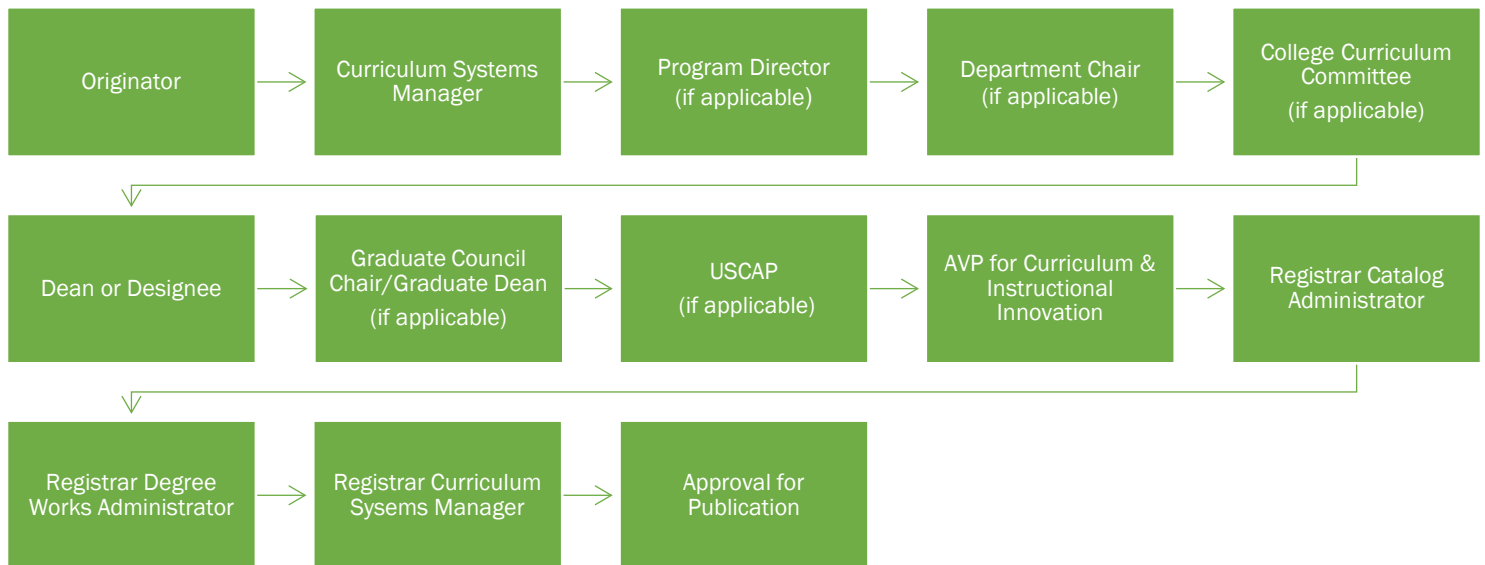 Originator
Curriculum Systems
Manager
Program Director
(if applicable)
Department Chair
(if applicable)
College Curriculum
Committee
(if applicable)
Dean or Designee
Graduate Council
Chair/Graduate Dean
(if applicable)
USCAP
(if applicable)
AVP for Curriculum &
Instructional
Innovation
Registrar Catalog
Administrator
Registrar Degree
Works Administrator
Registrar Curriculum
Sysems Manager
Approval for
Publication